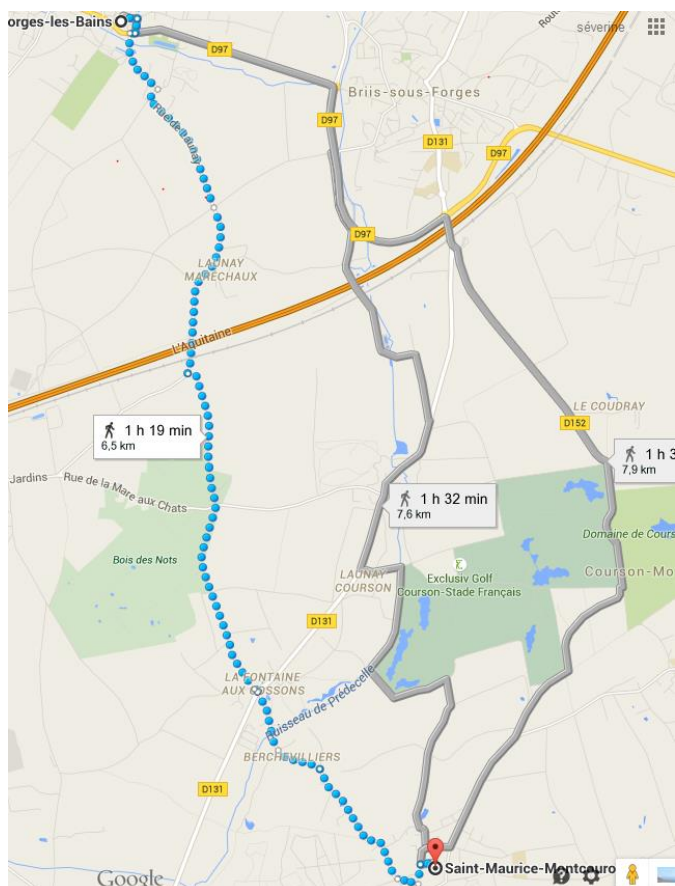 orges-les-Bains
séverine
D97
Briis-sous-Forges
D97
D131
D97
Rue de Launay
D97
LAUNAY
MARÉCHAUX
L'Aquitaine
LE COUDRAY
D152
1 h 19 min
6,5 km
1 h 3
7,9 km
Jardins
Rue de la Mare aux Chats
1 h 32 min
7,6 km
Domaine de Cours
Bois des Nots
Exclusiv Golf
Courson-Stade Français
LAUNAY
COURSON
Courson-Mo
D131
LA FONTAINE
AUX COSSONS
Ruisseau de Prédecelle
BERCHEVILLIERS
D131
Saint-Maurice-Montcouro
Google